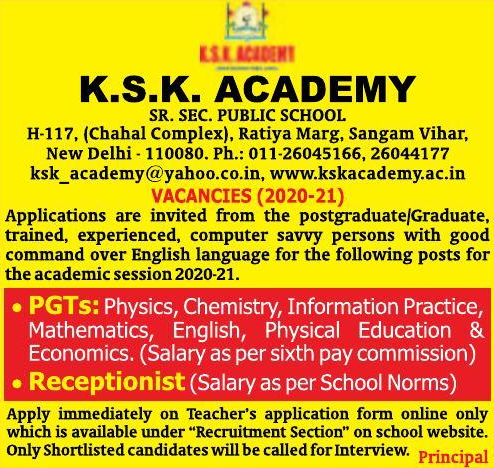 K.S.K. ACADEMY
K.S.K. ACADEMY
SR. SEC. PUBLIC SCHOOL
H-117, (Chahal Complex), Ratiya Marg, Sangam Vihar,
New Delhi - 110080. Ph.: 011-26045166, 26044177
ksk_academy@yahoo.co.in, www.kskacademy.ac.in
VACANCIES (2020-21)
Applications are invited from the postgraduate/Graduate,
trained, experienced, computer savvy persons with good
command over English language for the following posts for
the academic session 2020-21.
• PGTs: Physics, Chemistry, Information Practice,
Mathematics, English, Physical Education &
Economics. (Salary as per sixth pay commission)
• Receptionist (Salary as per School Norms)
Apply immediately on Teacher's application form online only
which is available under "Recruitment Section" on school website.
Only Shortlisted candidates will be called for Interview. Principal